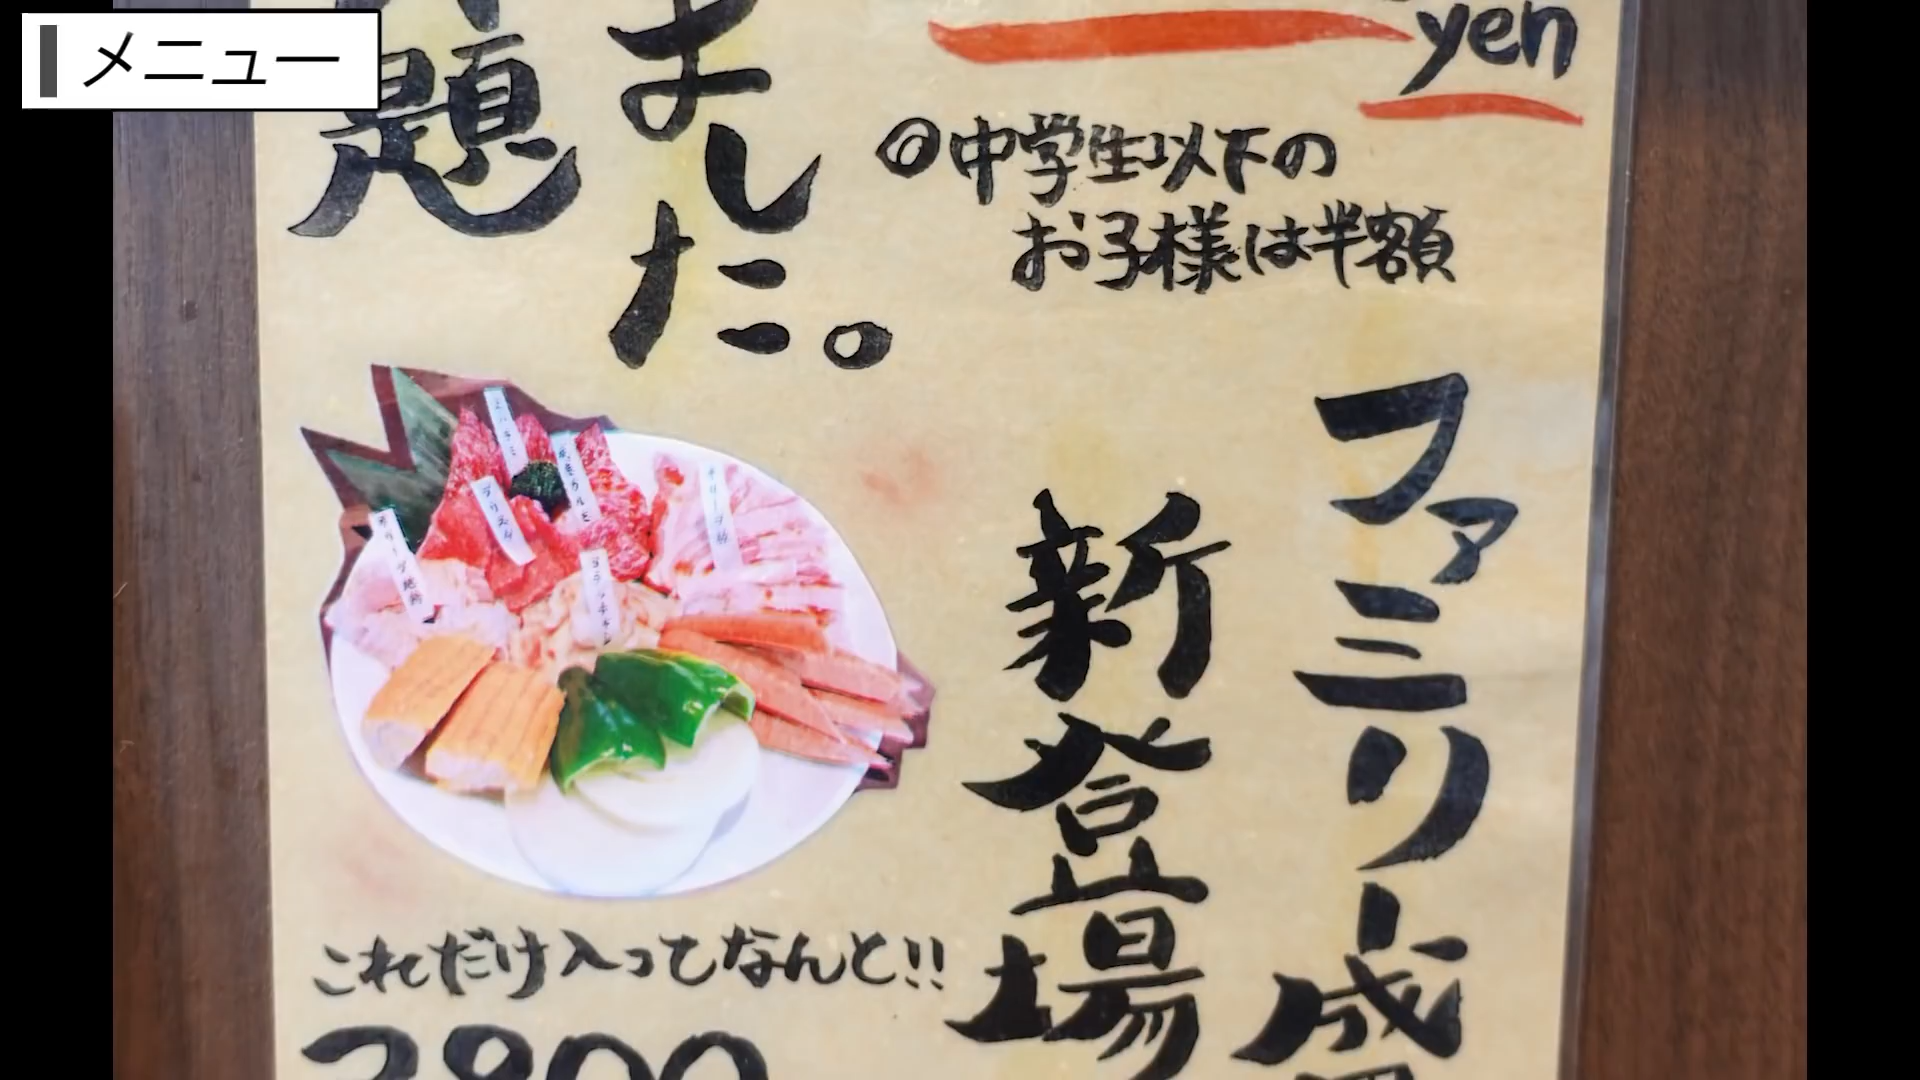 メニュー
yen
◎中学生以下の
お子様は半額
ました。
題
ファミリー盛
新登場
これだけ入ってなんと!!